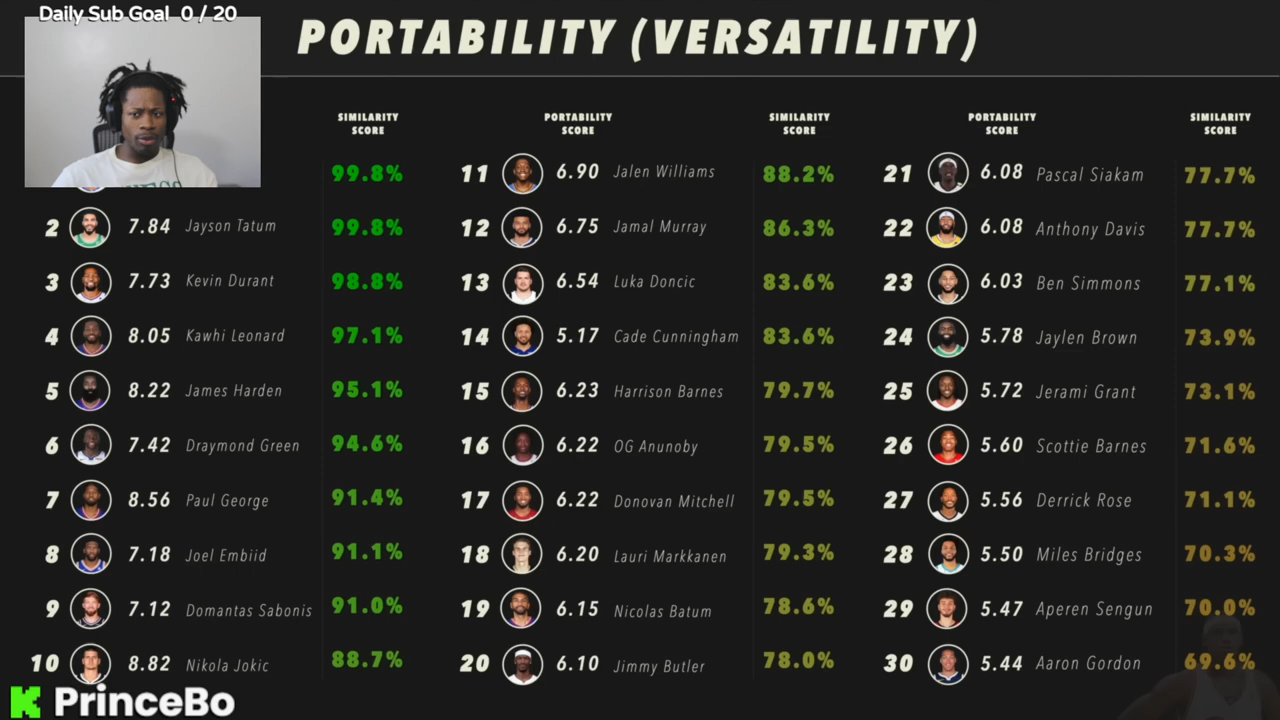 Daily Sub Goal 0 / 20
PORTABILITY (VERSATILITY)
SIMILARITY SCORE
PORTABILITY SCORE
SIMILARITY SCORE
PORTABILITY SCORE
SIMILARITY SCORE
99.8%
2 7.84 Jayson Tatum 99.8%
3 7.73 Kevin Durant 98.8%
4 8.05 Kawhi Leonard 97.1%
5 8.22 James Harden 95.1%
6 7.42 Draymond Green 94.6%
7 8.56 Paul George 91.4%
8 7.18 Joel Embiid 91.1%
9 7.12 Domantas Sabonis 91.0%
10 8.82 Nikola Jokic 88.7%
11 6.90 Jalen Williams 88.2%
12 6.75 Jamal Murray 86.3%
13 6.54 Luka Doncic 83.6%
14 5.17 Cade Cunningham 83.6%
15 6.23 Harrison Barnes 79.7%
16 6.22 OG Anunoby 79.5%
17 6.22 Donovan Mitchell 79.5%
18 6.20 Lauri Markkanen 79.3%
19 6.15 Nicolas Batum 78.6%
20 6.10 Jimmy Butler 78.0%
21 6.08 Pascal Siakam 77.7%
22 6.08 Anthony Davis 77.7%
23 6.03 Ben Simmons 77.1%
24 5.78 Jaylen Brown 73.9%
25 5.72 Jerami Grant 73.1%
26 5.60 Scottie Barnes 71.6%
27 5.56 Derrick Rose 71.1%
28 5.50 Miles Bridges 70.3%
29 5.47 Aperen Sengun 70.0%
30 5.44 Aaron Gordon 69.6%
K PrinceBo